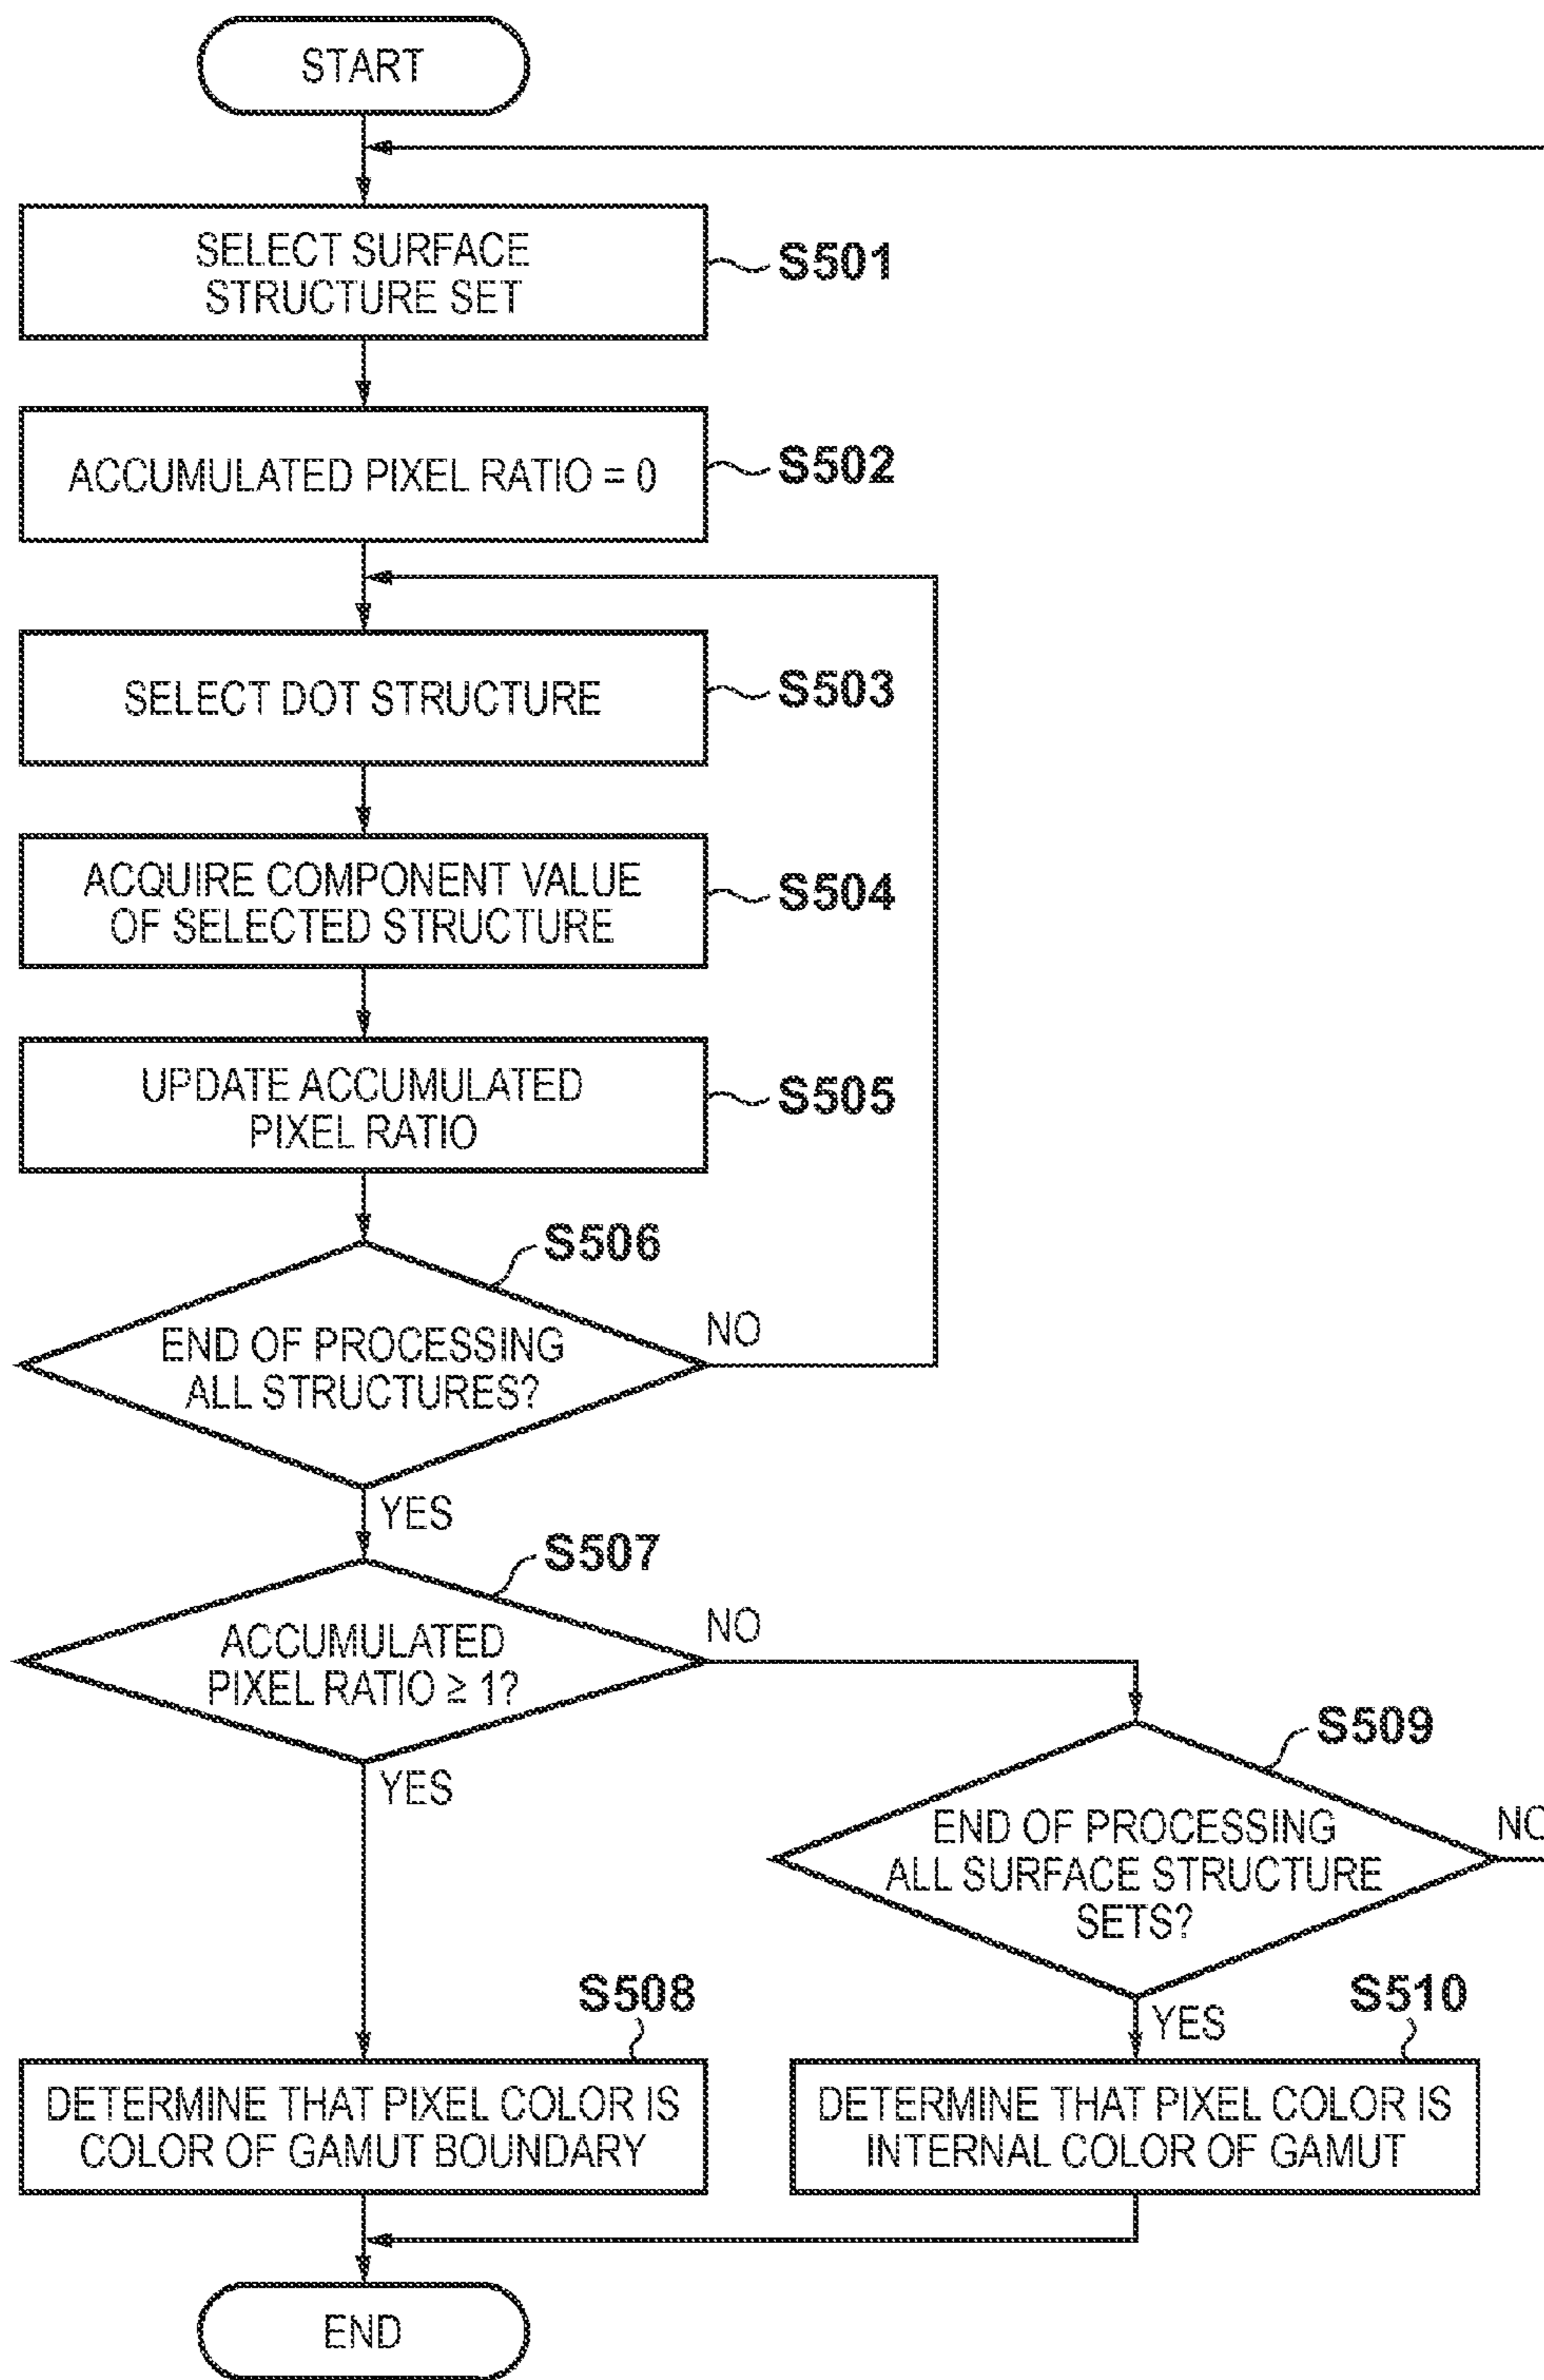 START
SELECT SURFACE
STRUCTURE SET
S501
ACCUMULATED PIXEL RATIO = 0
S502
SELECT DOT STRUCTURE
S503
ACQUIRE COMPONENT VALUE
OF SELECTED STRUCTURE
S504
UPDATE ACCUMULATED
PIXEL RATIO
S505
S506
END OF PROCESSING
ALL STRUCTURES?
NO
YES
S507
ACCUMULATED
PIXEL RATIO ≥ 1?
NO
YES
S509
END OF PROCESSING
ALL SURFACE STRUCTURE
SETS?
NO
YES
S508
DETERMINE THAT PIXEL COLOR IS
COLOR OF GAMUT BOUNDARY
S510
DETERMINE THAT PIXEL COLOR IS
INTERNAL COLOR OF GAMUT
END